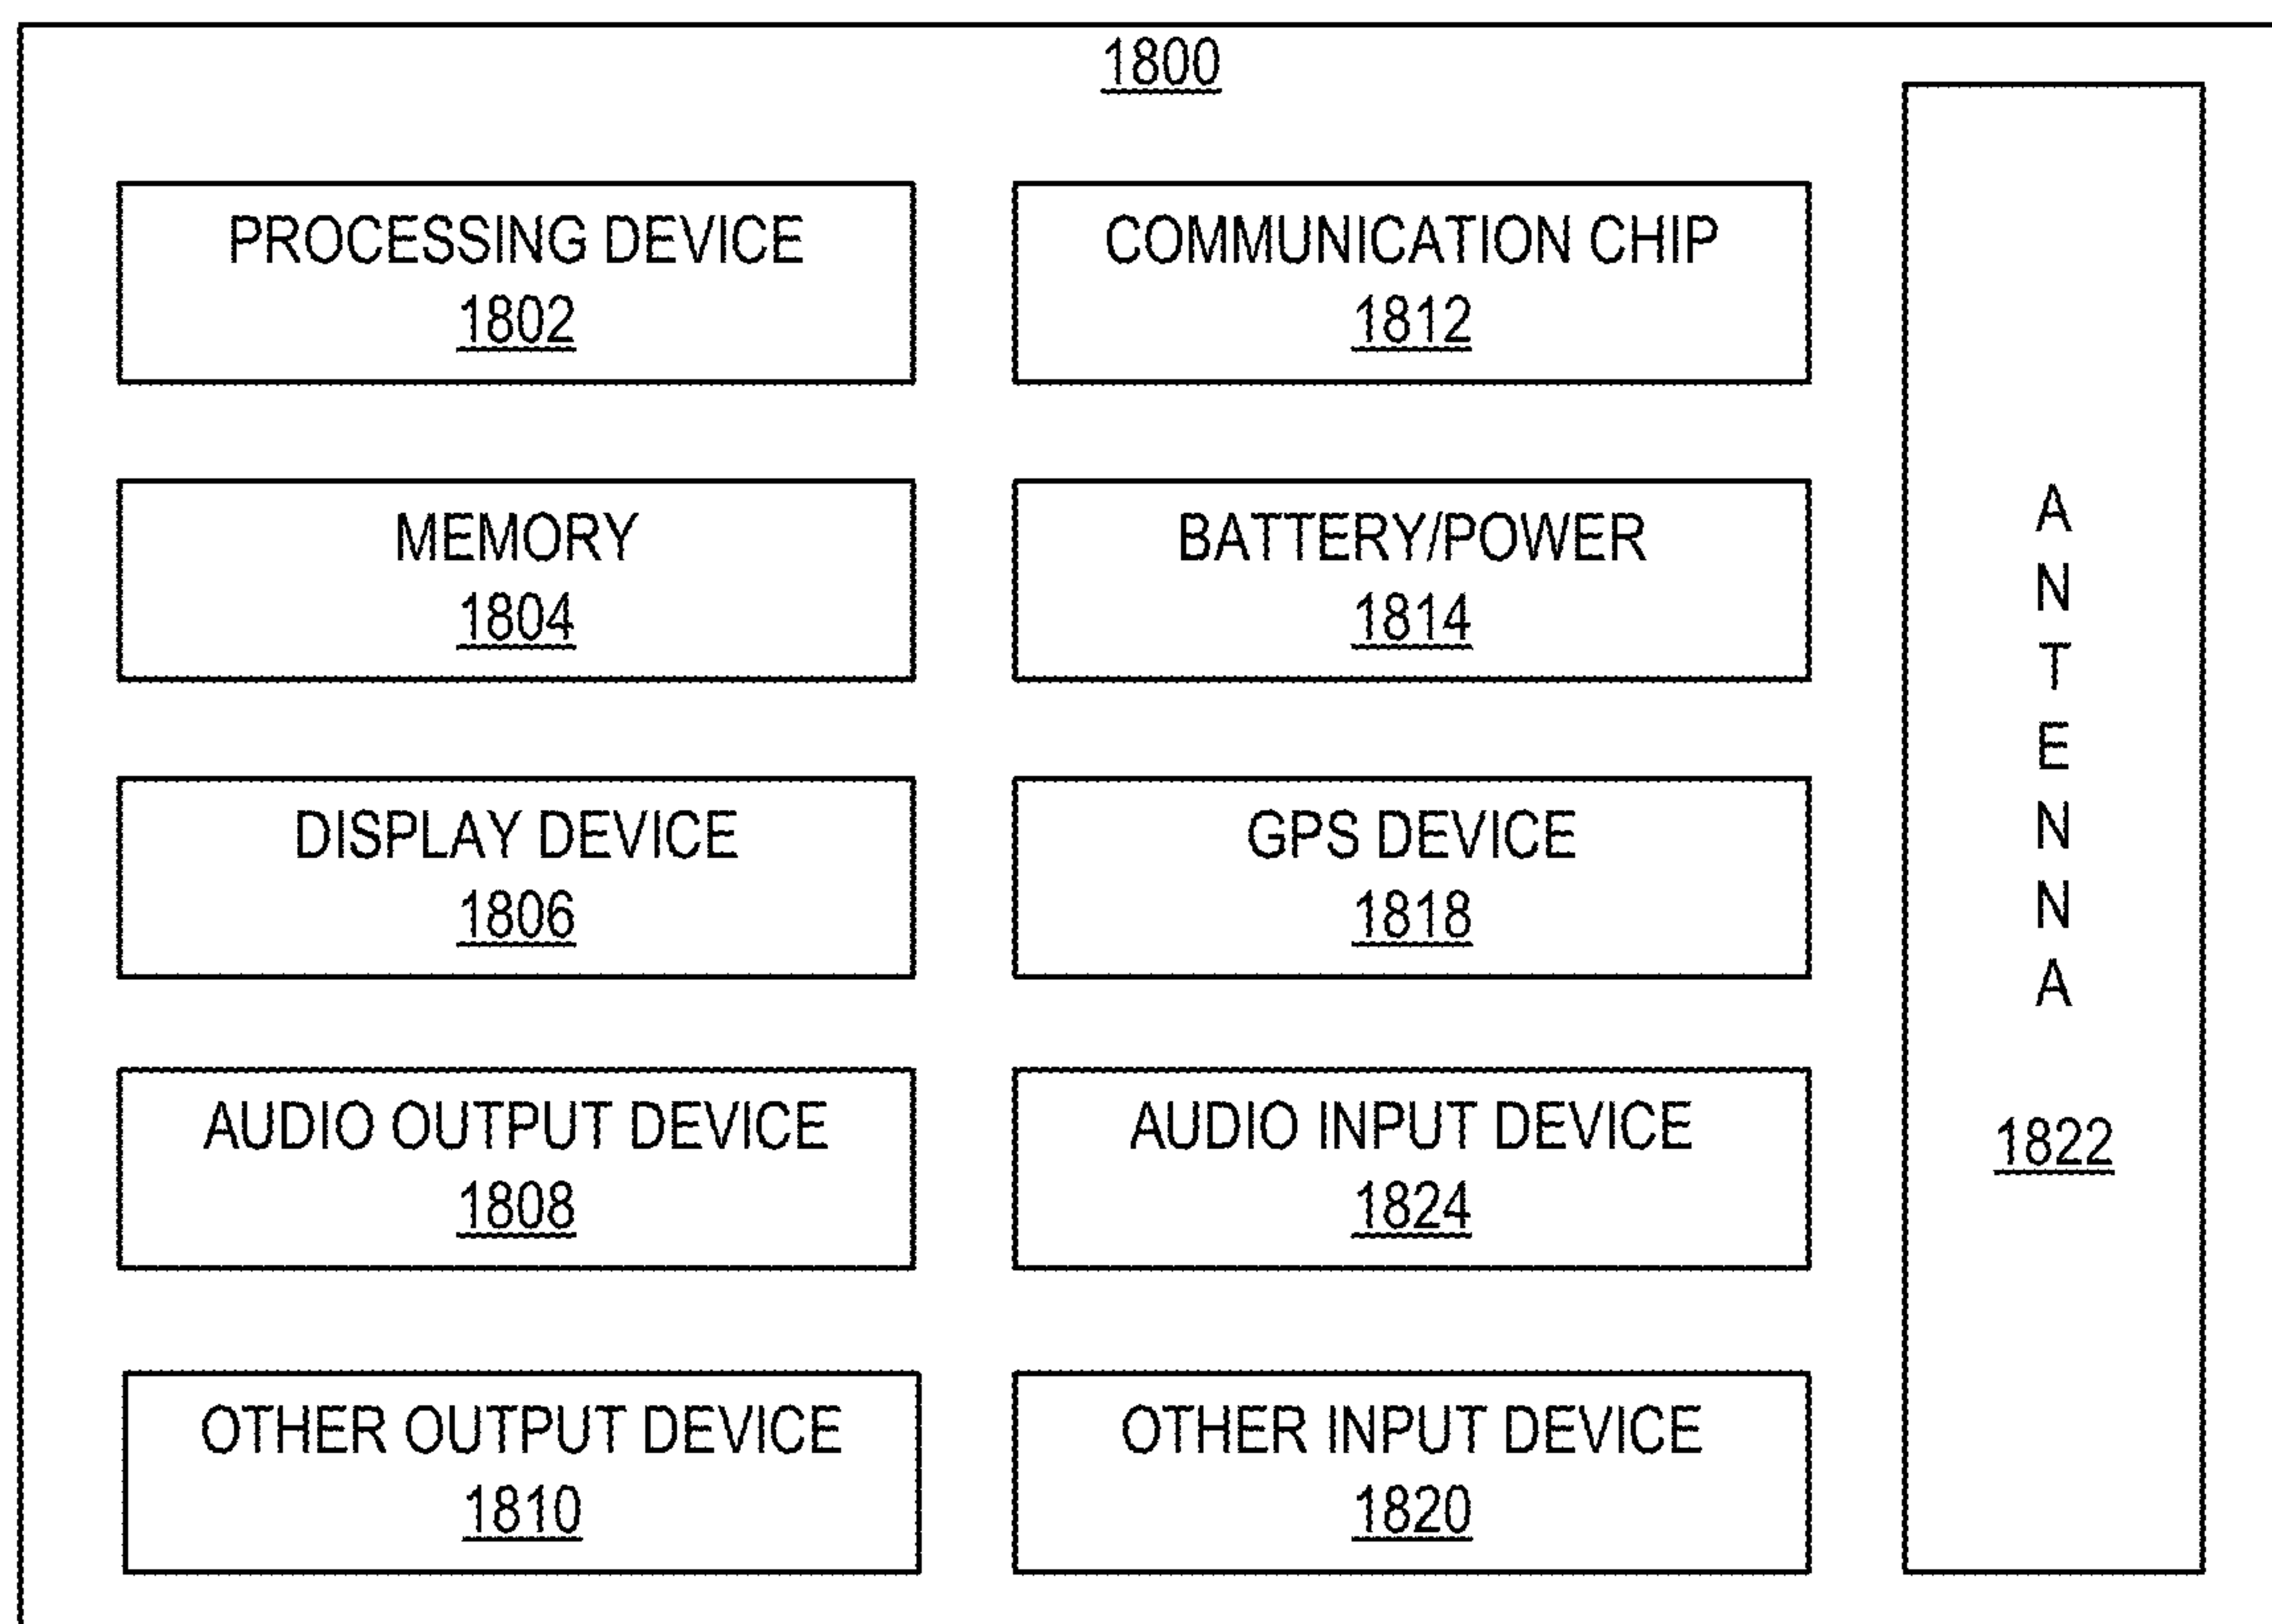 1800
PROCESSING DEVICE
1802
COMMUNICATION CHIP
1812
MEMORY
1804
BATTERY/POWER
1814
DISPLAY DEVICE
1806
GPS DEVICE
1818
AUDIO OUTPUT DEVICE
1808
AUDIO INPUT DEVICE
1824
OTHER OUTPUT DEVICE
1810
OTHER INPUT DEVICE
1820
ANTENNA
1822